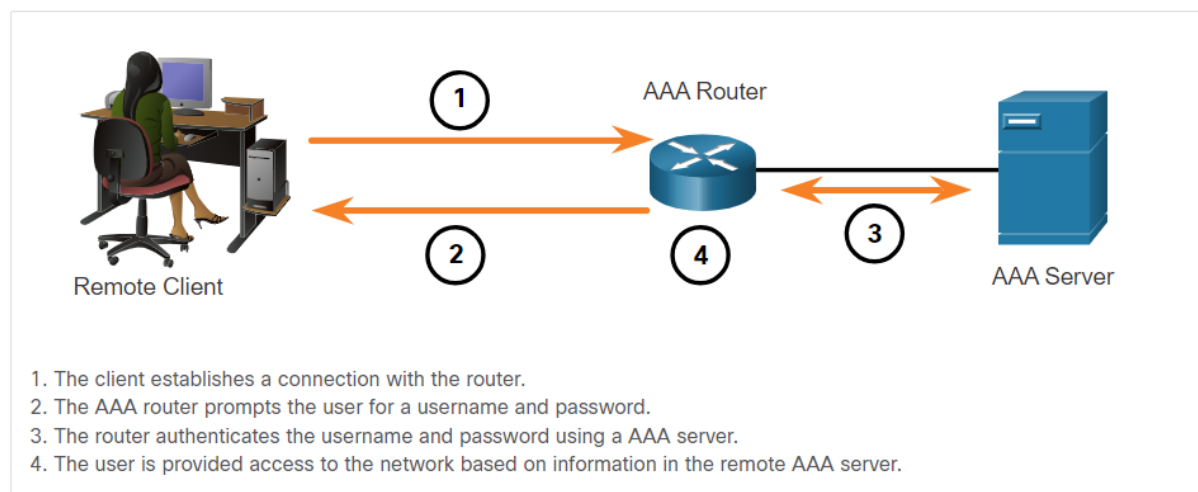 AAA Router
1
2
3
4
Remote Client
AAA Server
1. The client establishes a connection with the router.
2. The AAA router prompts the user for a username and password.
3. The router authenticates the username and password using a AAA server.
4. The user is provided access to the network based on information in the remote AAA server.